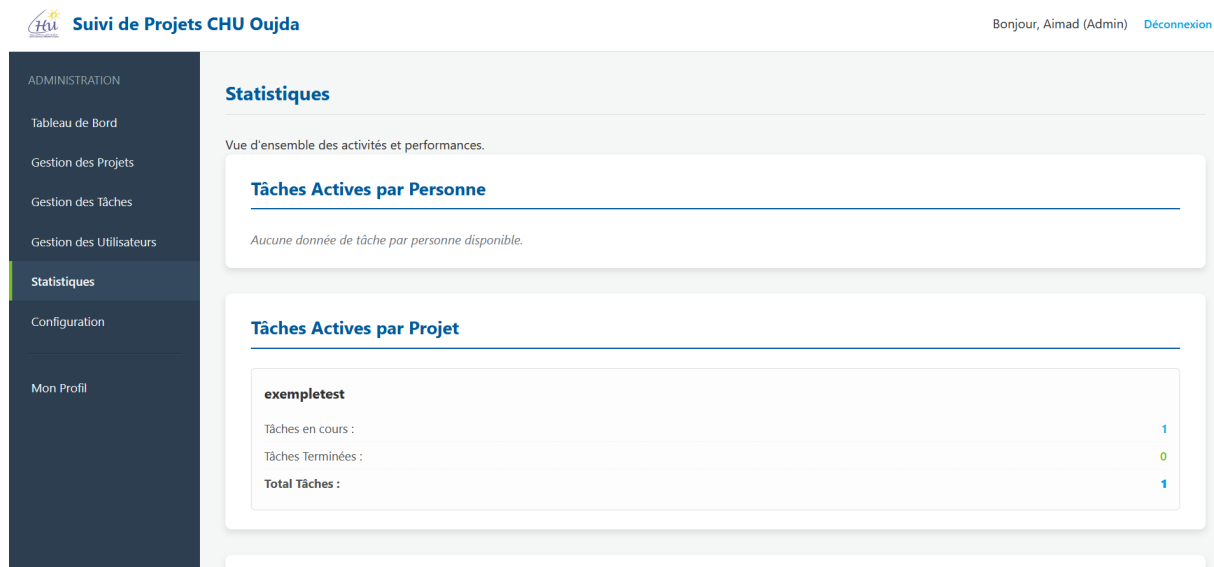 Hu
Suivi de Projets CHU Oujda
Bonjour, Aimad (Admin) Déconnexion
ADMINISTRATION
Tableau de Bord
Gestion des Projets
Gestion des Tâches
Gestion des Utilisateurs
Statistiques
Configuration
Mon Profil
Statistiques
Vue d'ensemble des activités et performances.
Tâches Actives par Personne
Aucune donnée de tâche par personne disponible.
Tâches Actives par Projet
exempletest
Tâches en cours : 1
Tâches Terminées : 0
Total Tâches : 1